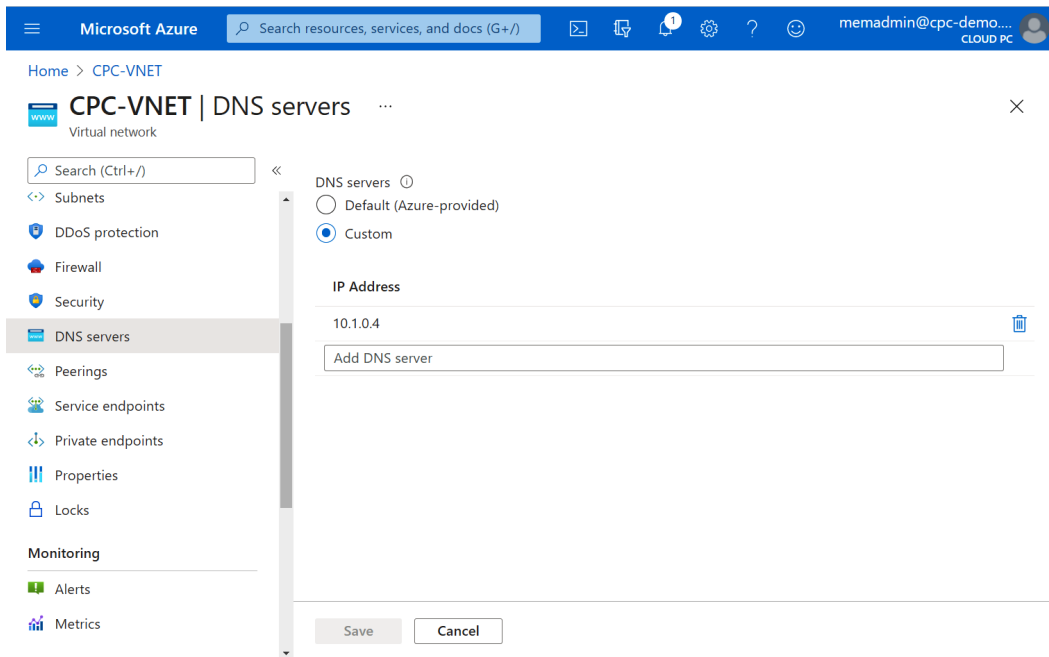 Microsoft Azure
Search resources, services, and docs (G+/)
1
memadmin@cpc-demo....
CLOUD PC
Home > CPC-VNET
www
CPC-VNET | DNS servers ...
Virtual network
Search (Ctrl+/)
Subnets
DDoS protection
Firewall
Security
DNS servers
Peerings
Service endpoints
Private endpoints
Properties
Locks
Monitoring
Alerts
Metrics
DNS servers
Default (Azure-provided)
Custom
IP Address
10.1.0.4
Add DNS server
Save
Cancel